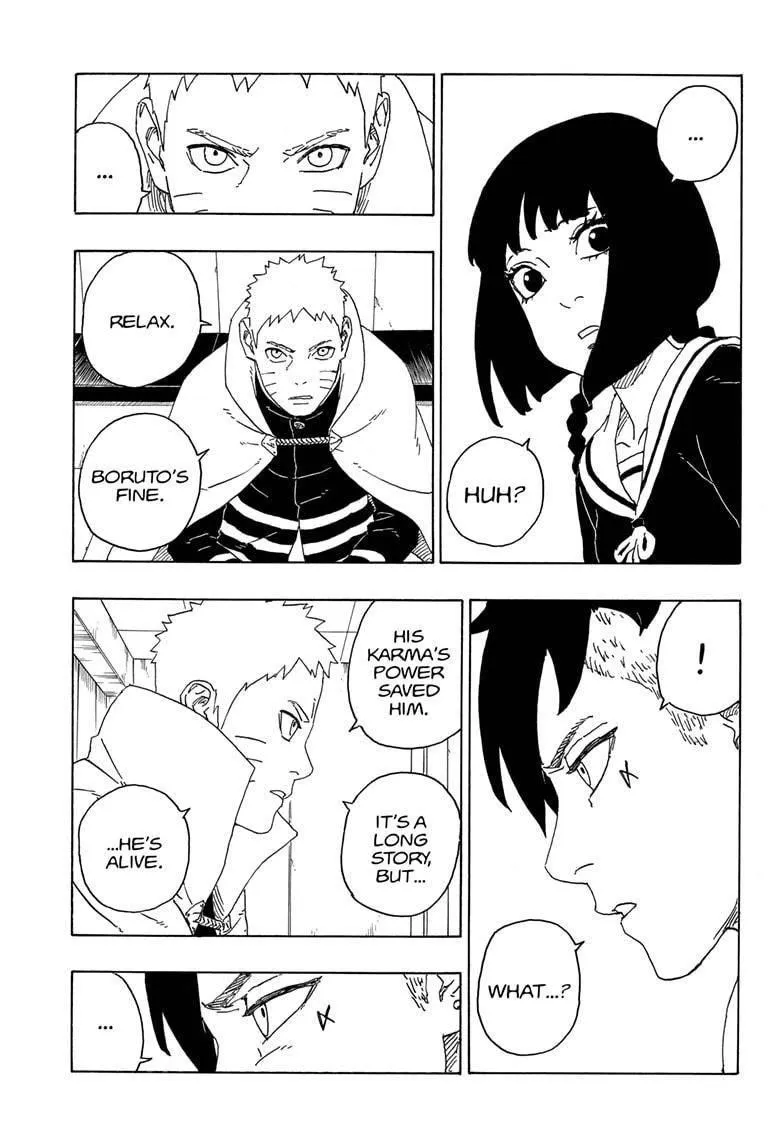 ...
HUH?
...
RELAX.
BORUTO'S
FINE.
!
WHAT...?
HIS
KARMA'S
POWER
SAVED
HIM.
IT'S A
LONG
STORY,
BUT...
...HE'S
ALIVE.
...